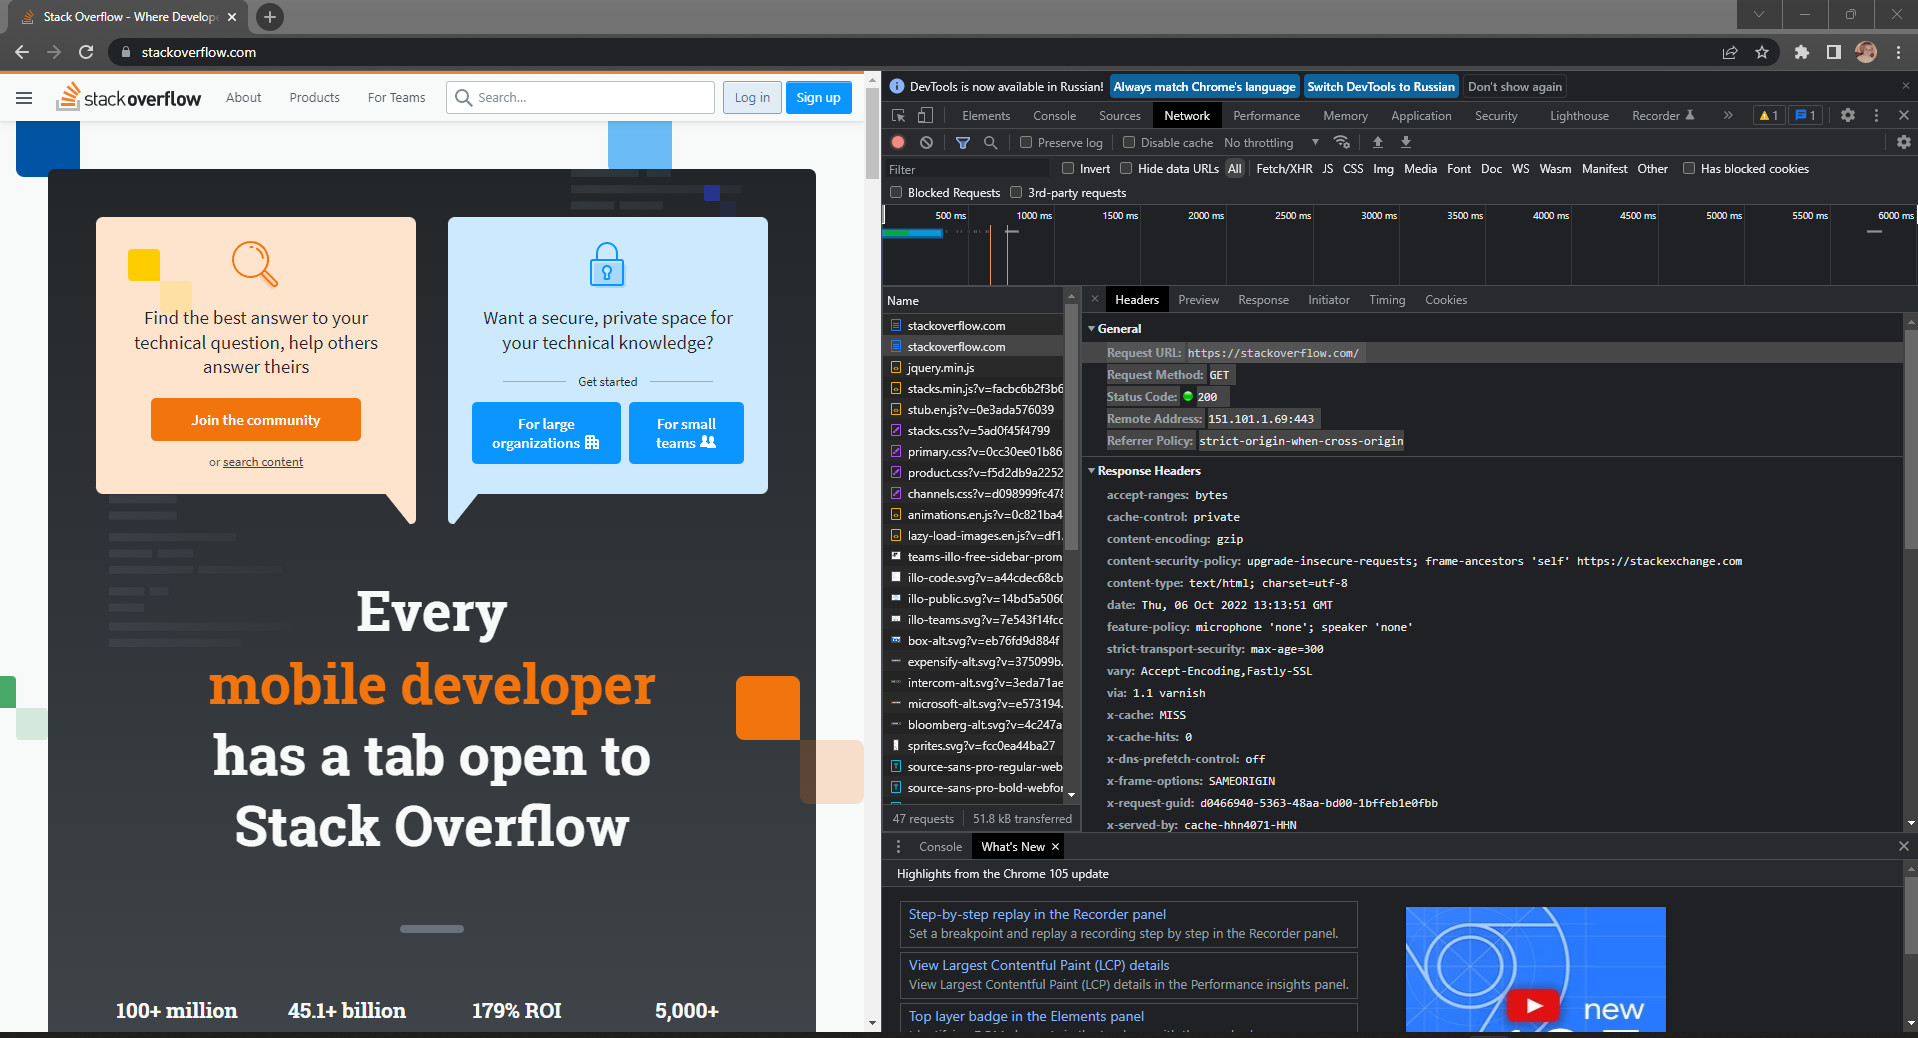 Stack Overflow - Where Develop
stackoverflow.com
stackoverflow
About
Products
For Teams
Search...
Log in
Sign up
Find the best answer to your
technical question, help others
answer theirs
Join the community
or search content
Want a secure, private space for
your technical knowledge?
Get started
For large
organizations
For small
teams
Every
mobile developer
has a tab open to
Stack Overflow
100+ million
45.1+ billion
179% ROI
5,000+
DevTools is now available in Russian!
Always match Chrome's language
Switch DevTools to Russian
Don't show again
Elements
Console
Sources
Network
Performance
Memory
Application
Security
Lighthouse
Recorder
1
1
Preserve log
Disable cache
No throttling
Filter
Invert
Hide data URLs
All
Fetch/XHR
JS
CSS
Img
Media
Font
Doc
WS
Wasm
Manifest
Other
Has blocked cookies
Blocked Requests
3rd-party requests
500 ms
1000 ms
1500 ms
2000 ms
2500 ms
3000 ms
3500 ms
4000 ms
4500 ms
5000 ms
5500 ms
6000 ms
Name
stackoverflow.com
stackoverflow.com
jquery.min.js
stacks.min.js?v=facbc6b2f3b6
stub.en.js?v=0e3ada576039
stacks.css?v=5ad0f45f4799
primary.css?v=0cc30ee01b86
product.css?v=f5d2db9a2252
channels.css?v=d098999fc478
animations.en.js?v=0c821ba4
lazy-load-images.en.js?v=df1.
teams-illo-free-sidebar-prom
illo-code.svg?v=a44cdec68cb
illo-public.svg?v=14bd5a5060
illo-teams.svg?v=7e543f14fcc
box-alt.svg?v=eb76fd9d884f
expensify-alt.svg?v=375099b.
intercom-alt.svg?v=3eda71ae
microsoft-alt.svg?v=e573194.
bloomberg-alt.svg?v=4c247a
sprites.svg?v=fcc0ea44ba27
source-sans-pro-regular-web
source-sans-pro-bold-webfor
47 requests
51.8 kB transferred
Headers
Preview
Response
Initiator
Timing
Cookies
General
Request URL: https://stackoverflow.com/
Request Method: GET
Status Code: 200
Remote Address: 151.101.1.69:443
Referrer Policy: strict-origin-when-cross-origin
Response Headers
accept-ranges: bytes
cache-control: private
content-encoding: gzip
content-security-policy: upgrade-insecure-requests; frame-ancestors 'self' https://stackexchange.com
content-type: text/html; charset=utf-8
date: Thu, 06 Oct 2022 13:13:51 GMT
feature-policy: microphone 'none'; speaker 'none'
strict-transport-security: max-age=300
vary: Accept-Encoding,Fastly-SSL
via: 1.1 varnish
x-cache: MISS
x-cache-hits: 0
x-dns-prefetch-control: off
x-frame-options: SAMEORIGIN
x-request-guid: d0466940-5363-48aa-bd00-1bffeb1e0fbb
x-served-by: cache-hhn4071-HHN
Console
What's New
Highlights from the Chrome 105 update
Step-by-step replay in the Recorder panel
Set a breakpoint and replay a recording step by step in the Recorder panel.
View Largest Contentful Paint (LCP) details
View Largest Contentful Paint (LCP) details in the Performance insights panel.
Top layer badge in the Elements panel
new